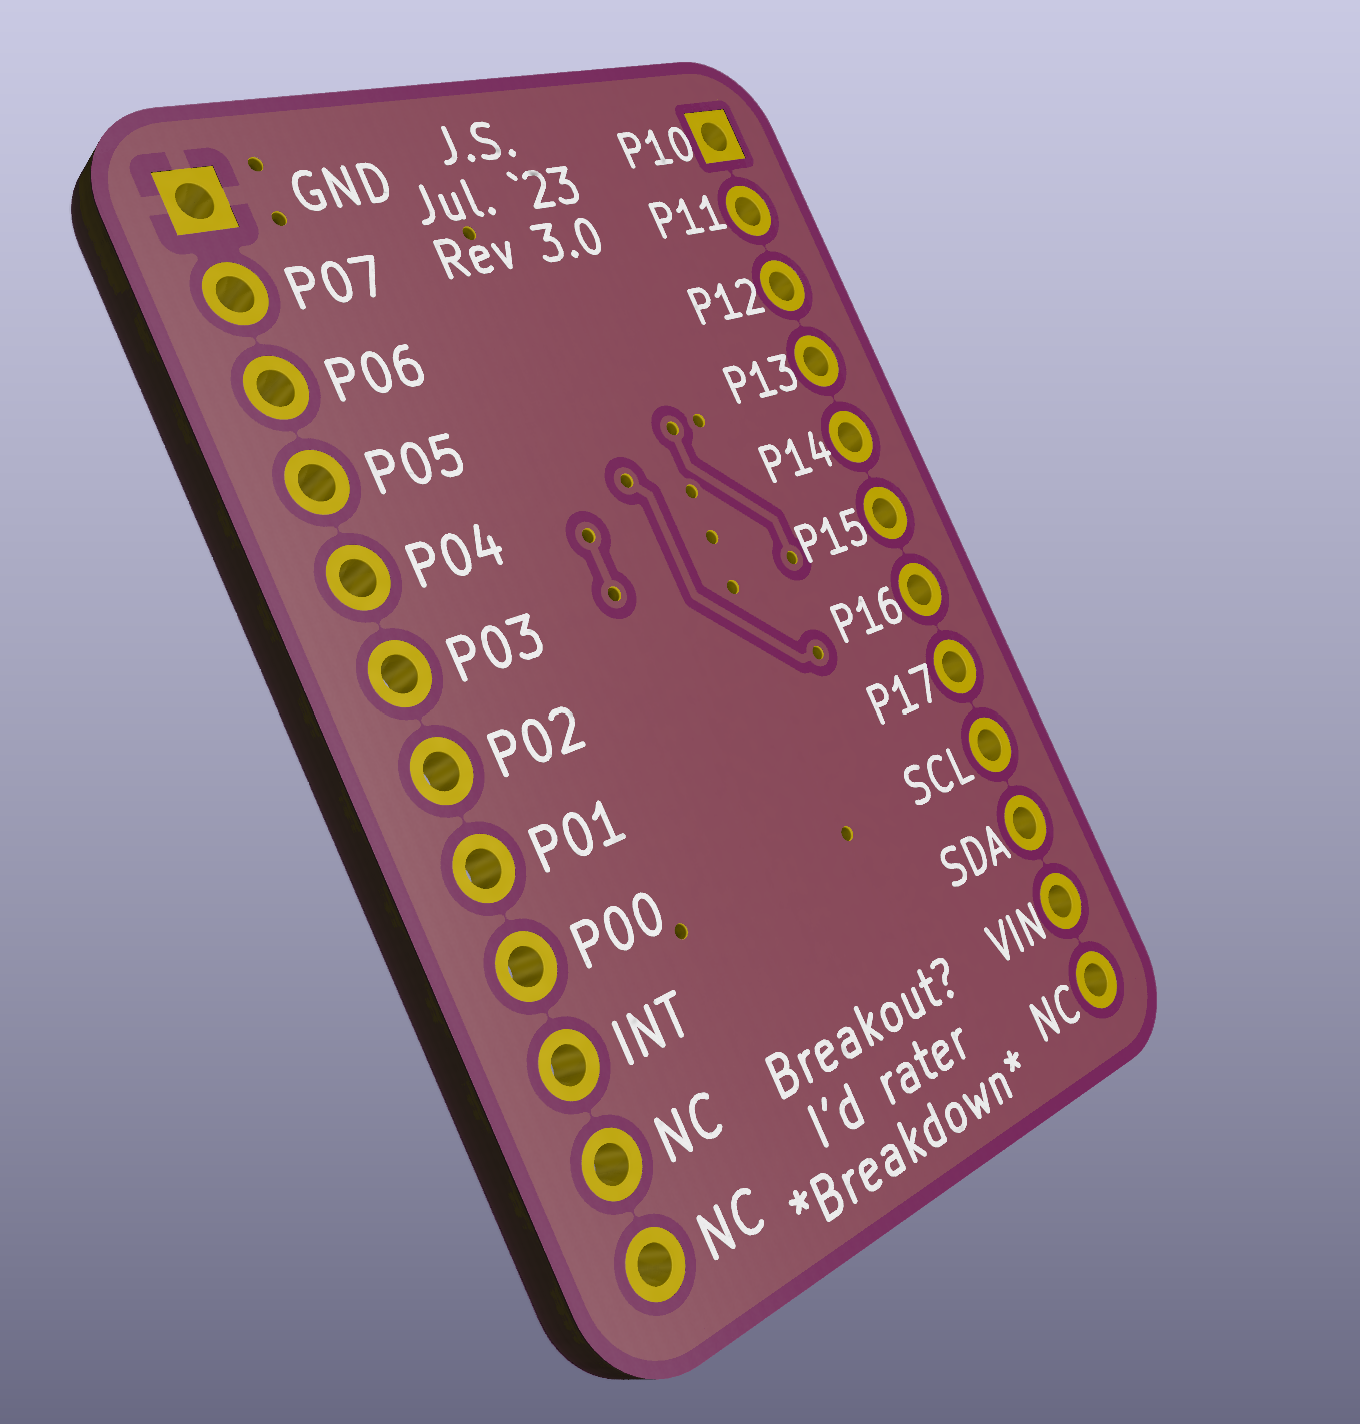 J.S.
Jul. `23
Rev 3.0
GND
P07
P06
P05
P04
P03
P02
P01
P00
INT
NC
NC
P10
P11
P12
P13
P14
P15
P16
P17
SCL
SDA
VIN
NC
Breakout?
I'd rater
*Breakdown*